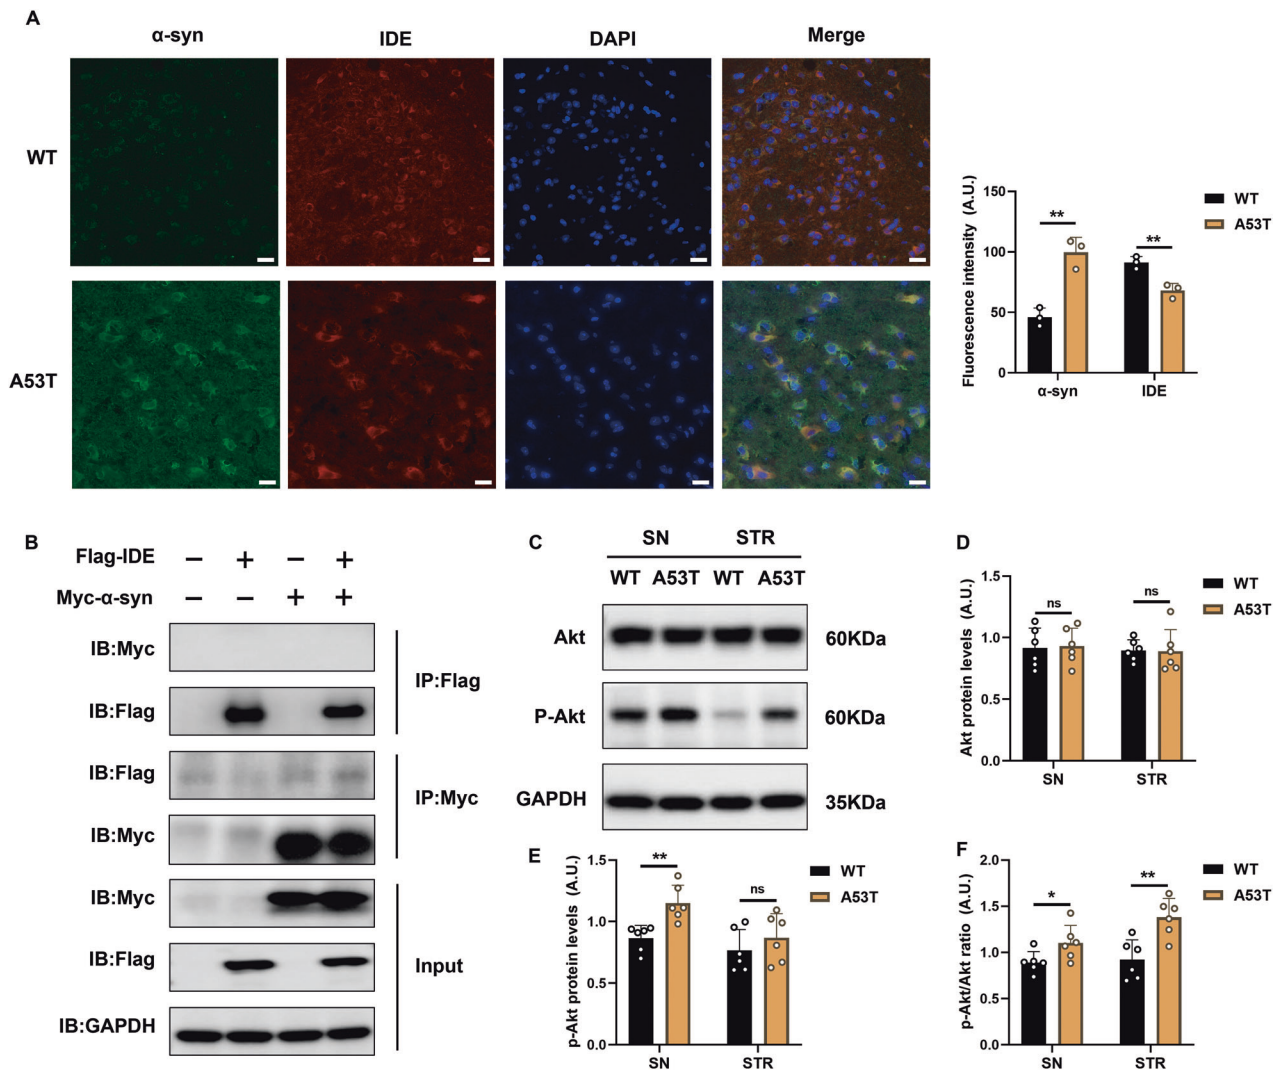 A
α-syn IDE DAPI Merge
WT
A53T
Fluorescence intensity (A.U.)
150
100
50
0
** **
α-syn IDE
WT
A53T
B
Flag-IDE − + − +
Myc-α-syn − − + +
IB:Myc
IB:Flag
IP:Flag
IB:Flag
IB:Myc
IP:Myc
IB:Myc
IB:Flag
IB:GAPDH
Input
C
SN STR
WT A53T WT A53T
Akt 60KDa
P-Akt 60KDa
GAPDH 35KDa
D
Akt protein levels (A.U.)
1.5
1.0
0.5
0.0
ns ns
SN STR
WT
A53T
E
p-Akt protein levels (A.U.)
1.5
1.0
0.5
0.0
** ns
SN STR
WT
A53T
F
p-Akt/Akt ratio (A.U.)
2.0
1.5
1.0
0.5
0.0
* **
SN STR
WT
A53T